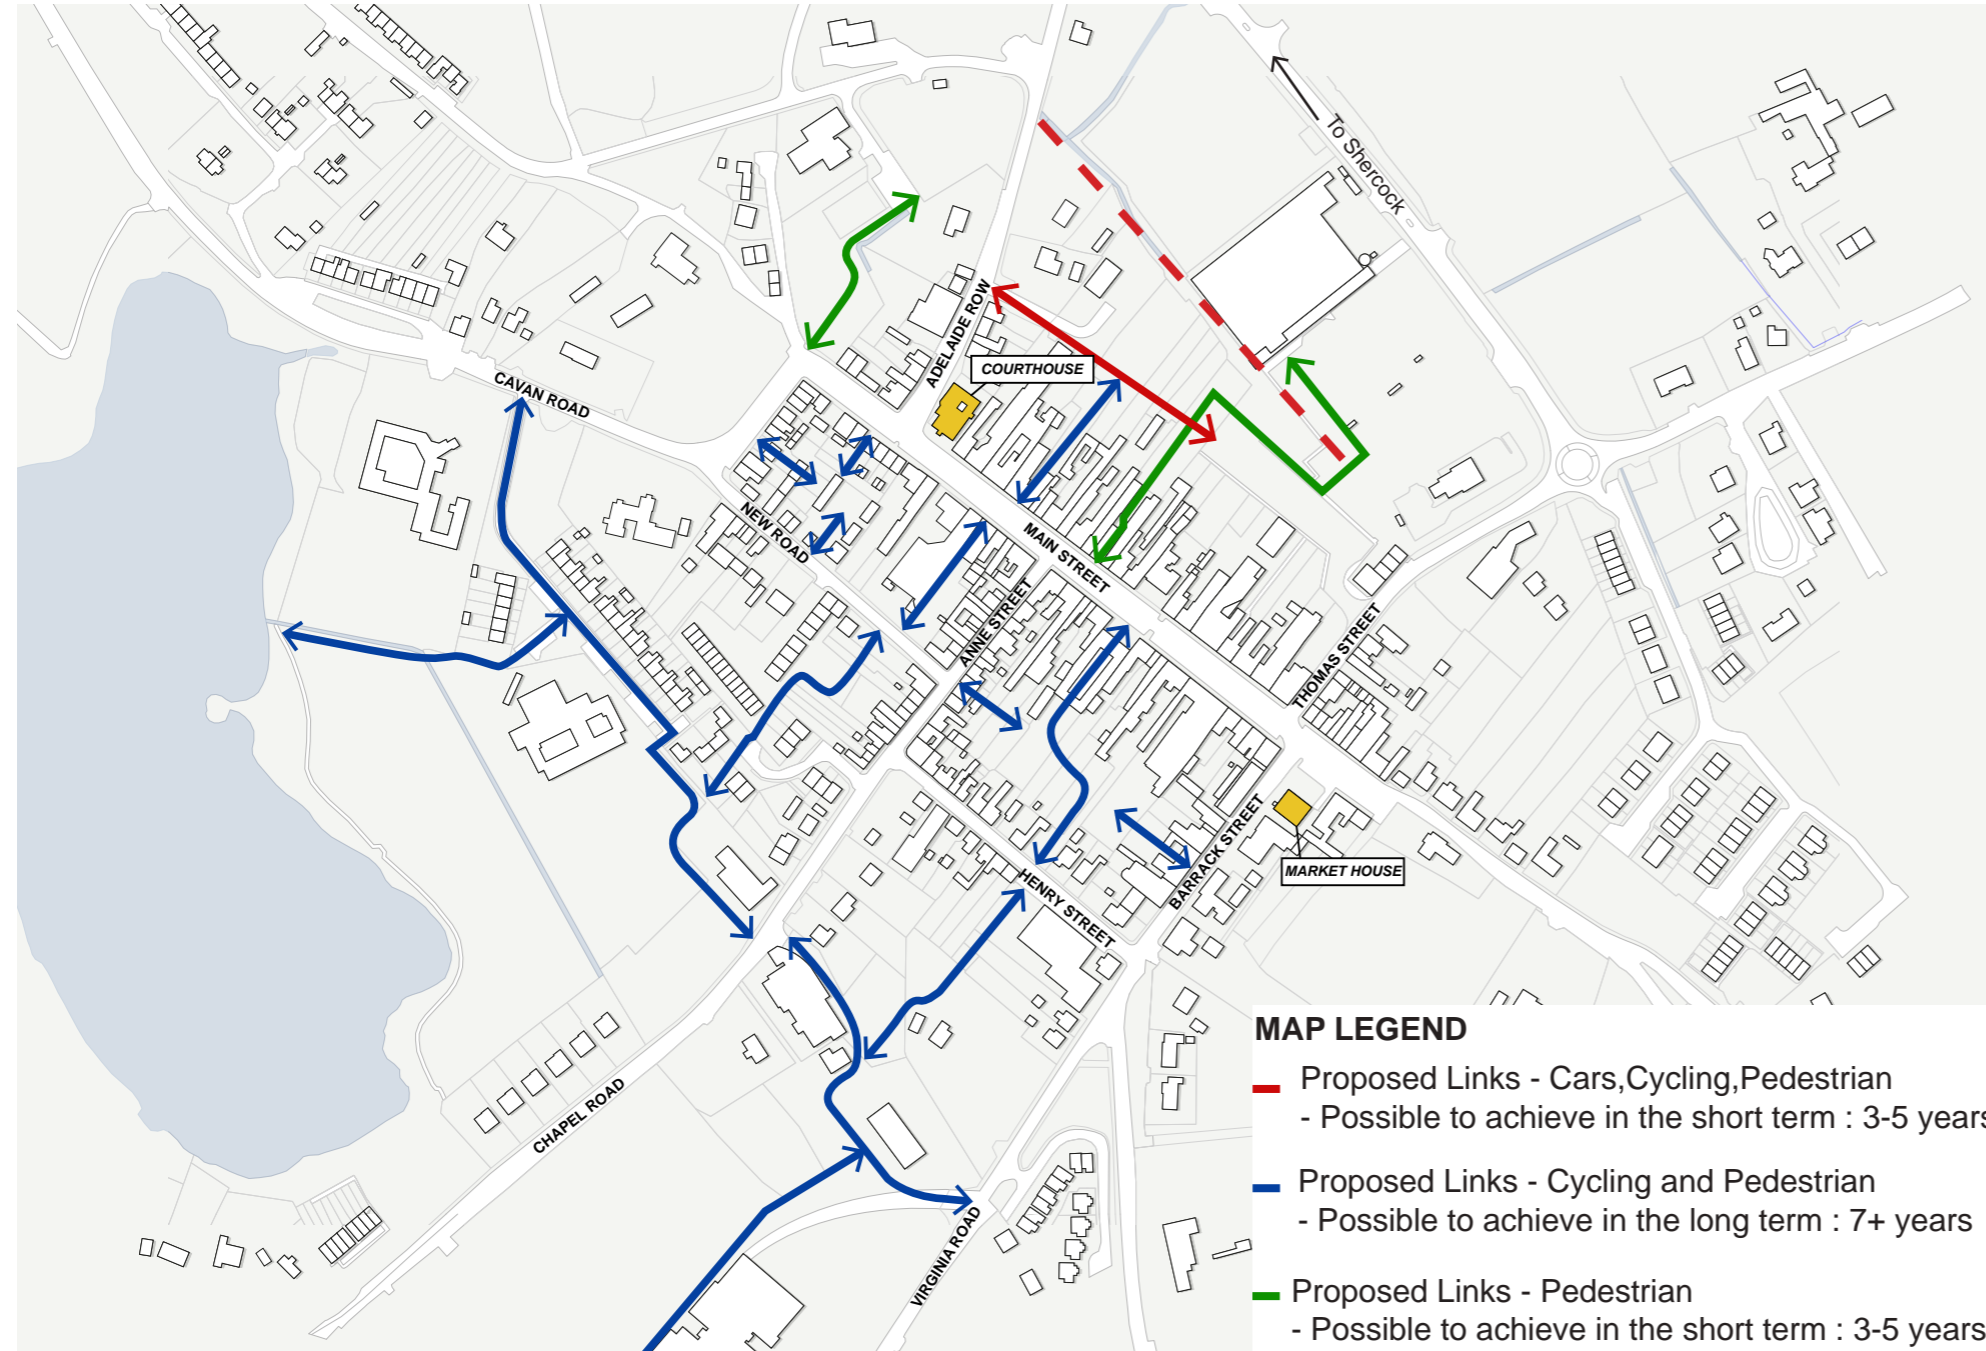 To Shercock
ADELAIDE ROW
COURTHOUSE
CAVAN ROAD
NEW ROAD
MAIN STREET
ANNE STREET
THOMAS STREET
BARRACK STREET
MARKET HOUSE
HENRY STREET
CHAPEL ROAD
VIRGINIA ROAD
MAP LEGEND
Proposed Links - Cars,Cycling,Pedestrian
- Possible to achieve in the short term : 3-5 years
Proposed Links - Cycling and Pedestrian
- Possible to achieve in the long term : 7+ years
Proposed Links - Pedestrian
- Possible to achieve in the short term : 3-5 years